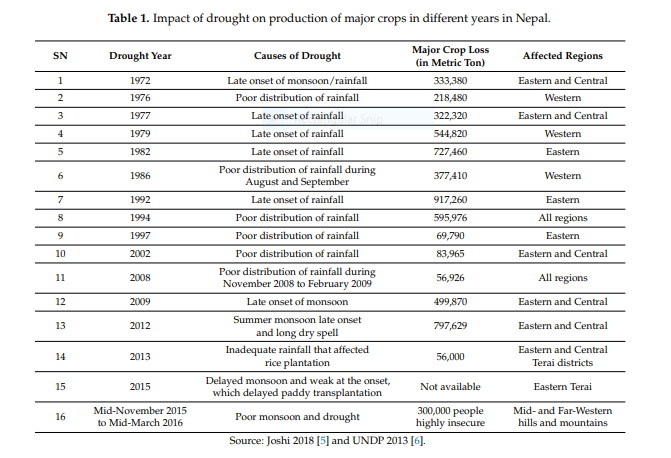 Table 1. Impact of drought on production of major crops in different years in Nepal.
SN Drought Year Causes of Drought Major Crop Loss (in Metric Ton) Affected Regions
1 1972 Late onset of monsoon/rainfall 333,380 Eastern and Central
2 1976 Poor distribution of rainfall 218,480 Western
3 1977 Late onset of rainfall 322,320 Eastern and Central
4 1979 Late onset of rainfall 544,820 Western
5 1982 Late onset of rainfall 727,460 Eastern
6 1986 Poor distribution of rainfall during August and September 377,410 Western
7 1992 Late onset of rainfall 917,260 Eastern
8 1994 Poor distribution of rainfall 595,976 All regions
9 1997 Poor distribution of rainfall 69,790 Eastern
10 2002 Poor distribution of rainfall 83,965 Eastern and Central
11 2008 Poor distribution of rainfall during November 2008 to February 2009 56,926 All regions
12 2009 Late onset of monsoon 499,870 Eastern and Central
13 2012 Summer monsoon late onset and long dry spell 797,629 Eastern and Central
14 2013 Inadequate rainfall that affected rice plantation 56,000 Eastern and Central Terai districts
15 2015 Delayed monsoon and weak at the onset, which delayed paddy transplantation Not available Eastern Terai
16 Mid-November 2015 to Mid-March 2016 Poor monsoon and drought 300,000 people highly insecure Mid- and Far-Western hills and mountains
Source: Joshi 2018 [5] and UNDP 2013 [6].